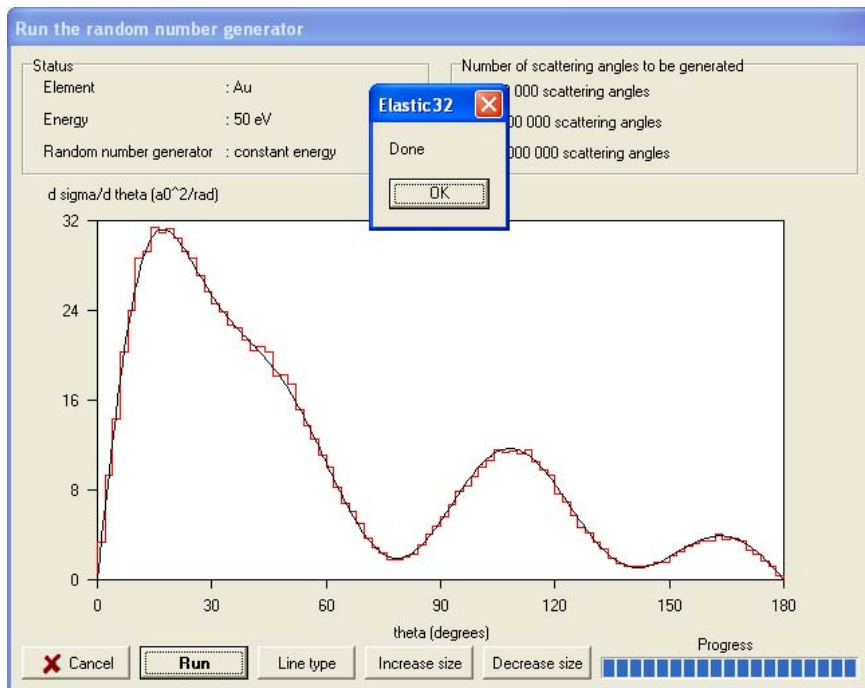 Run the random number generator
Status
Element : Au
Energy : 50 eV
Random number generator : constant energy
Number of scattering angles to be generated
000 scattering angles
000 scattering angles
000 000 scattering angles
Elastic32
Done
OK
d sigma/d theta (a0^2/rad)
32
24
16
8
0
0 30 60 90 120 150 180
theta (degrees)
Cancel
Run
Line type
Increase size
Decrease size
Progress